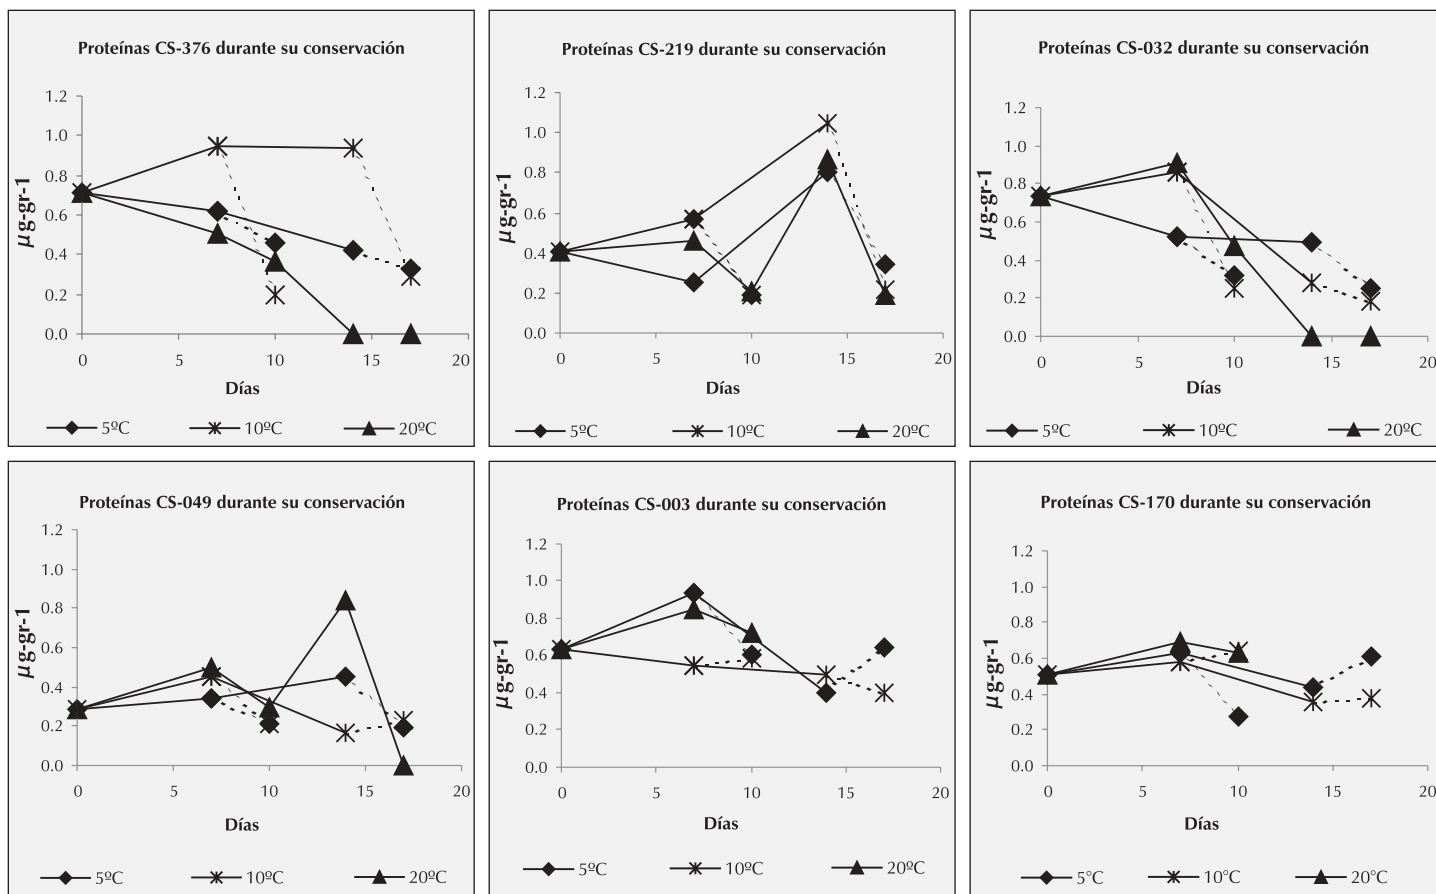 Proteínas CS-376 durante su conservación
µg-gr-1
1.2
1.0
0.8
0.6
0.4
0.2
0.0
0 5 10 15 20
Días
5ºC 10ºC 20ºC
Proteínas CS-219 durante su conservación
µg-gr-1
1.2
1.0
0.8
0.6
0.4
0.2
0.0
0 5 10 15 20
Días
5ºC 10ºC 20ºC
Proteínas CS-032 durante su conservación
µg-gr-1
1.2
1.0
0.8
0.6
0.4
0.2
0.0
0 5 10 15 20
Días
5ºC 10ºC 20ºC
Proteínas CS-049 durante su conservación
µg-gr-1
1.2
1.0
0.8
0.6
0.4
0.2
0.0
0 5 10 15 20
Días
5ºC 10ºC 20ºC
Proteínas CS-003 durante su conservación
µg-gr-1
1.2
1.0
0.8
0.6
0.4
0.2
0.0
0 5 10 15 20
Días
5ºC 10ºC 20ºC
Proteínas CS-170 durante su conservación
µg-gr-1
1.2
1.0
0.8
0.6
0.4
0.2
0.0
0 5 10 15 20
Días
5°C 10°C 20°C